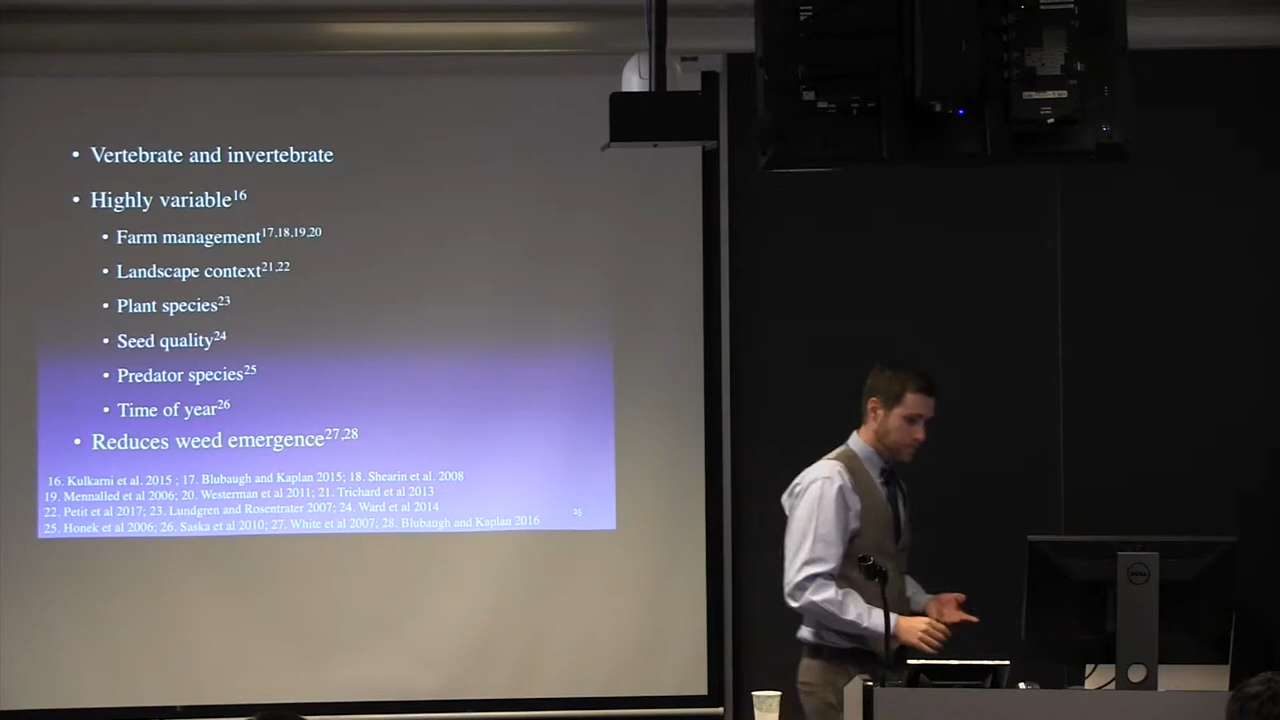 • Vertebrate and invertebrate
• Highly variable16
• Farm management17,18,19,20
• Landscape context21,22
• Plant species23
• Seed quality24
• Predator species25
• Time of year26
• Reduces weed emergence27,28
16. Kulkarni et al. 2015 ; 17. Blubaugh and Kaplan 2015; 18. Shearin et al. 2008
19. Mennalled et al 2006; 20. Westerman et al 2011; 21. Trichard et al 2013
22. Petit et al 2017; 23. Lundgren and Rosentrater 2007; 24. Ward et al 2014
25. Honek et al 2006; 26. Saska et al 2010; 27. White et al 2007; 28. Blubaugh and Kaplan 2016
25
DELL